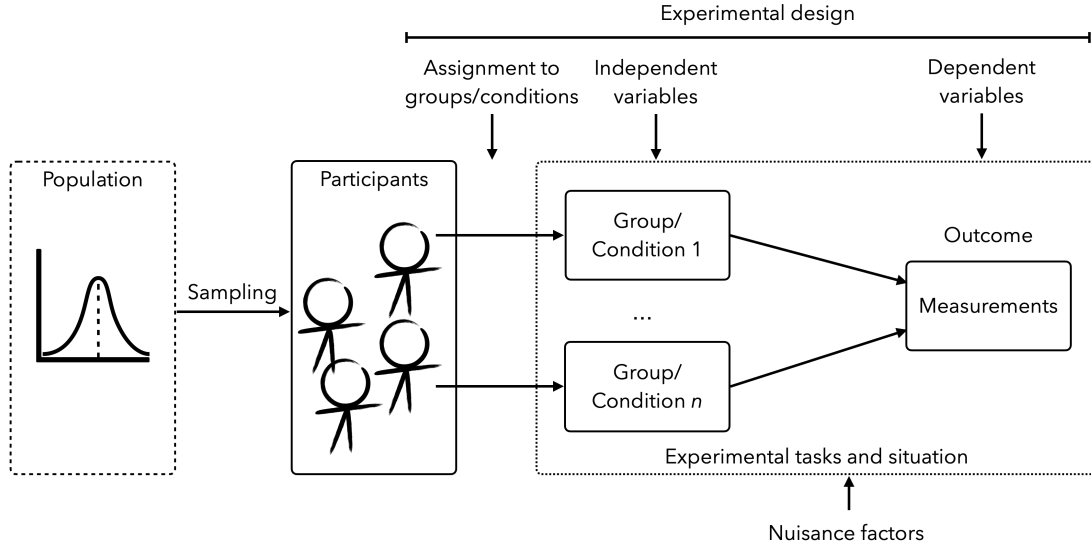 Experimental design
Assignment to
groups/conditions
Independent
variables
Dependent
variables
Population
Participants
Sampling
Group/
Condition 1
...
Group/
Condition n
Outcome
Measurements
Experimental tasks and situation
Nuisance factors